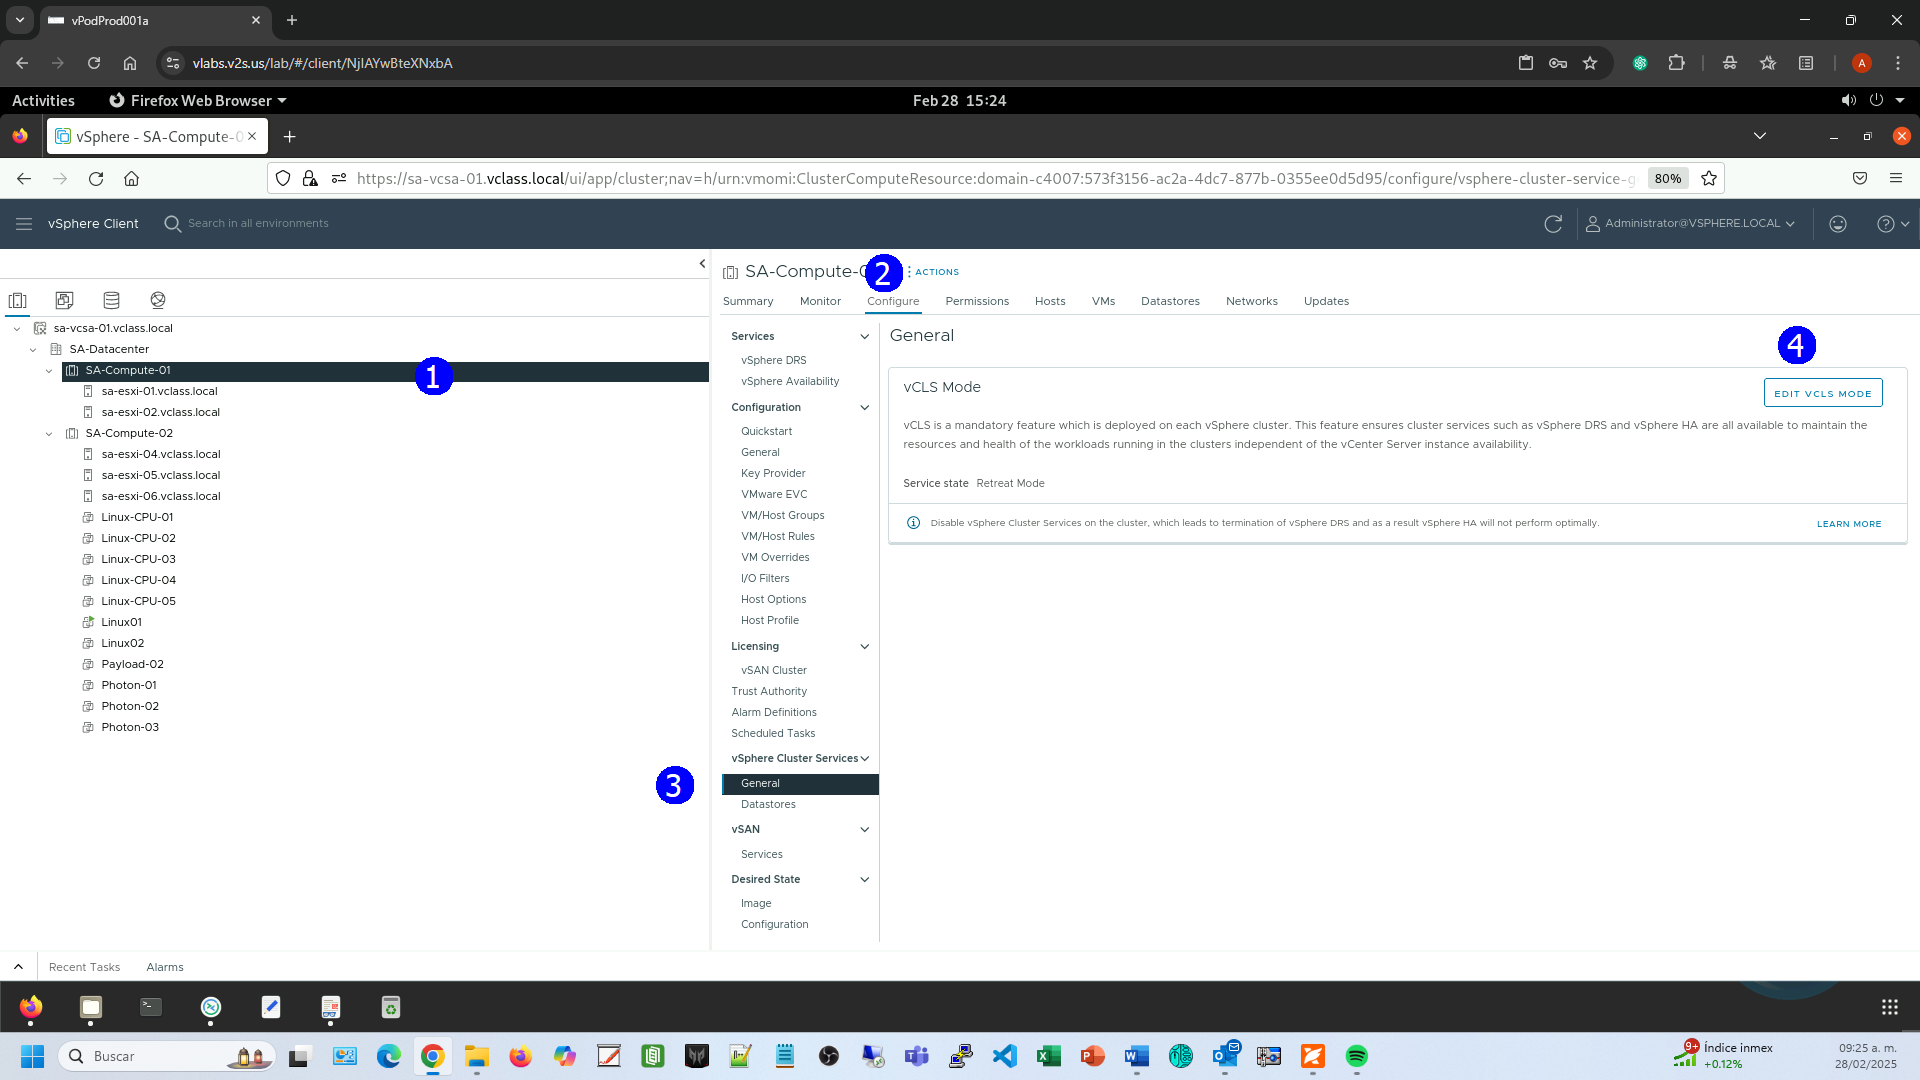 vPodProd001a
vlabs.v2s.us/lab/#/client/NjIAYwBteXNxbA
A
Activities
Firefox Web Browser
Feb 28 15:24
vSphere - SA-Compute-0
https://sa-vcsa-01.vclass.local/ui/app/cluster;nav=h/urn:vmomi:ClusterComputeResource:domain-c4007:573f3156-ac2a-4dc7-877b-0355ee0d5d95/configure/vsphere-cluster-service-g
80%
vSphere Client
Search in all environments
Administrator@VSPHERE.LOCAL
sa-vcsa-01.vclass.local
SA-Datacenter
SA-Compute-01
1
sa-esxi-01.vclass.local
sa-esxi-02.vclass.local
SA-Compute-02
sa-esxi-04.vclass.local
sa-esxi-05.vclass.local
sa-esxi-06.vclass.local
Linux-CPU-01
Linux-CPU-02
Linux-CPU-03
Linux-CPU-04
Linux-CPU-05
Linux01
Linux02
Payload-02
Photon-01
Photon-02
Photon-03
SA-Compute-0
2
ACTIONS
Summary
Monitor
Configure
Permissions
Hosts
VMs
Datastores
Networks
Updates
Services
vSphere DRS
vSphere Availability
Configuration
Quickstart
General
Key Provider
VMware EVC
VM/Host Groups
VM/Host Rules
VM Overrides
I/O Filters
Host Options
Host Profile
Licensing
vSAN Cluster
Trust Authority
Alarm Definitions
Scheduled Tasks
vSphere Cluster Services
3
General
Datastores
vSAN
Services
Desired State
Image
Configuration
General
4
vCLS Mode
EDIT VCLS MODE
vCLS is a mandatory feature which is deployed on each vSphere cluster. This feature ensures cluster services such as vSphere DRS and vSphere HA are all available to maintain the
resources and health of the workloads running in the clusters independent of the vCenter Server instance availability.
Service state Retreat Mode
Disable vSphere Cluster Services on the cluster, which leads to termination of vSphere DRS and as a result vSphere HA will not perform optimally.
LEARN MORE
Recent Tasks
Alarms
Buscar
9+
Índice inmex
+0.12%
09:25 a. m.
28/02/2025